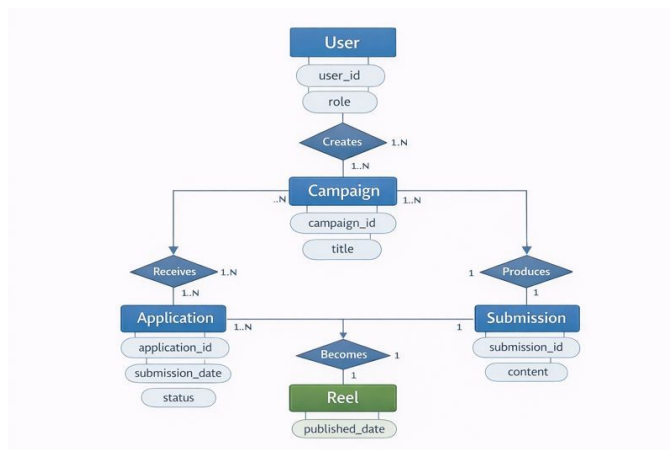 User
user_id
role
Creates 1..N
1..N
..N Campaign 1..N
campaign_id
title
Receives 1..N
1 Produces
1..N
1
Application 1..N
1 Submission
application_id
submission_id
submission_date
content
status
Becomes 1
1
Reel
published_date